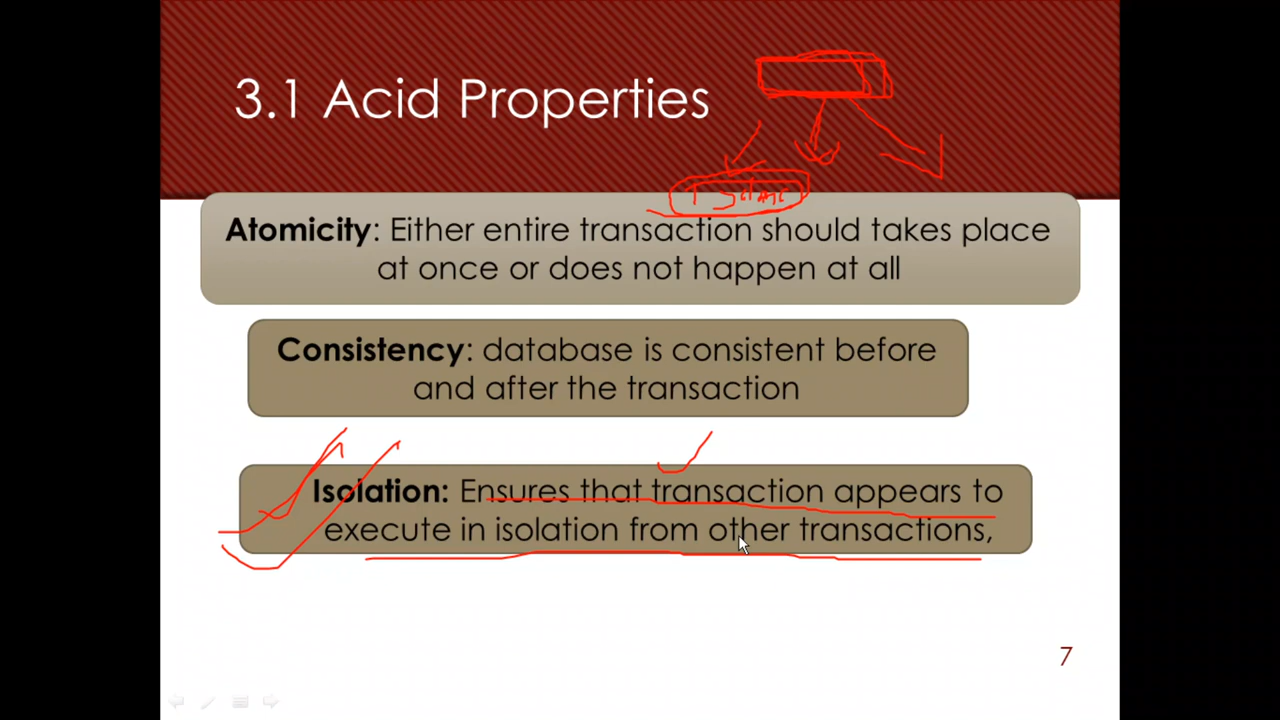 3.1 Acid Properties
Atomicity: Either entire transaction should takes place
at once or does not happen at all
Consistency: database is consistent before
and after the transaction
Isolation: Ensures that transaction appears to
execute in isolation from other transactions,
7